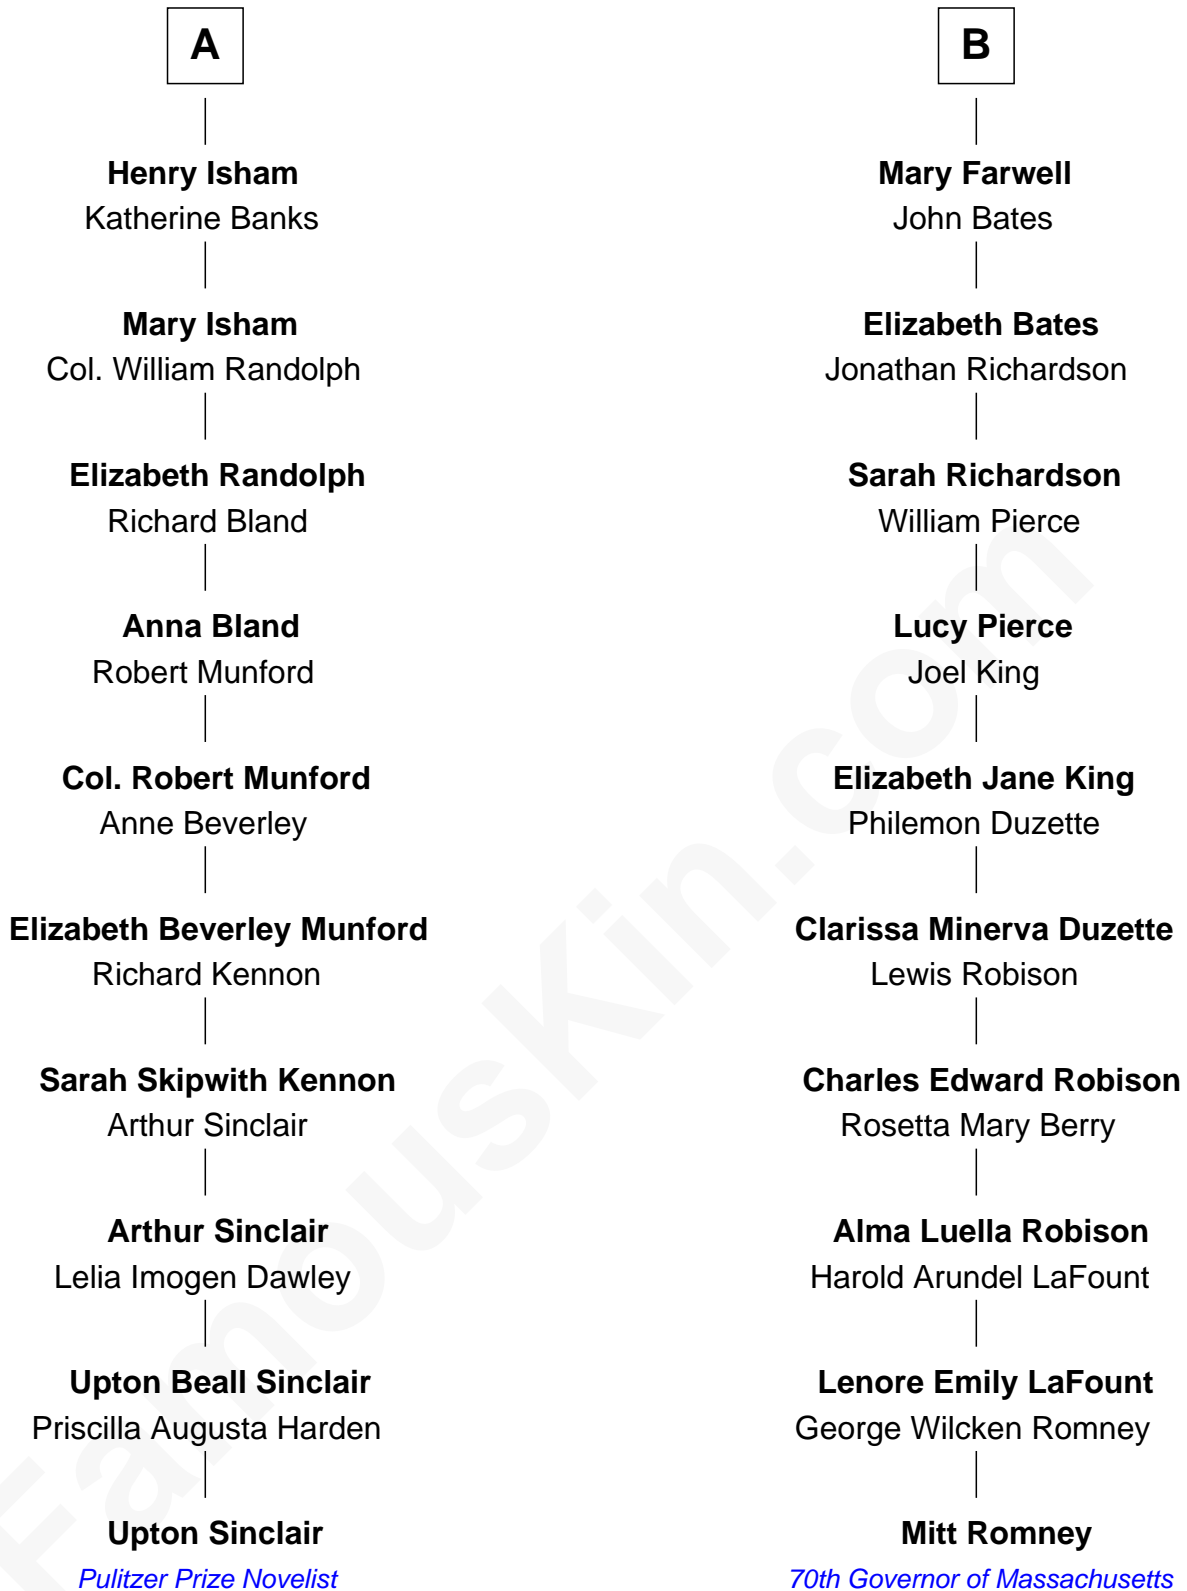 A
Henry Isham
Katherine Banks
Mary Isham
Col. William Randolph
Elizabeth Randolph
Richard Bland
Anna Bland
Robert Munford
Col. Robert Munford
Anne Beverley
Elizabeth Beverley Munford
Richard Kennon
Sarah Skipwith Kennon
Arthur Sinclair
Arthur Sinclair
Lelia Imogen Dawley
Upton Beall Sinclair
Priscilla Augusta Harden
Upton Sinclair
Pulitzer Prize Novelist
B
Mary Farwell
John Bates
Elizabeth Bates
Jonathan Richardson
Sarah Richardson
William Pierce
Lucy Pierce
Joel King
Elizabeth Jane King
Philemon Duzette
Clarissa Minerva Duzette
Lewis Robison
Charles Edward Robison
Rosetta Mary Berry
Alma Luella Robison
Harold Arundel LaFount
Lenore Emily LaFount
George Wilcken Romney
Mitt Romney
70th Governor of Massachusetts
FamousKin.com